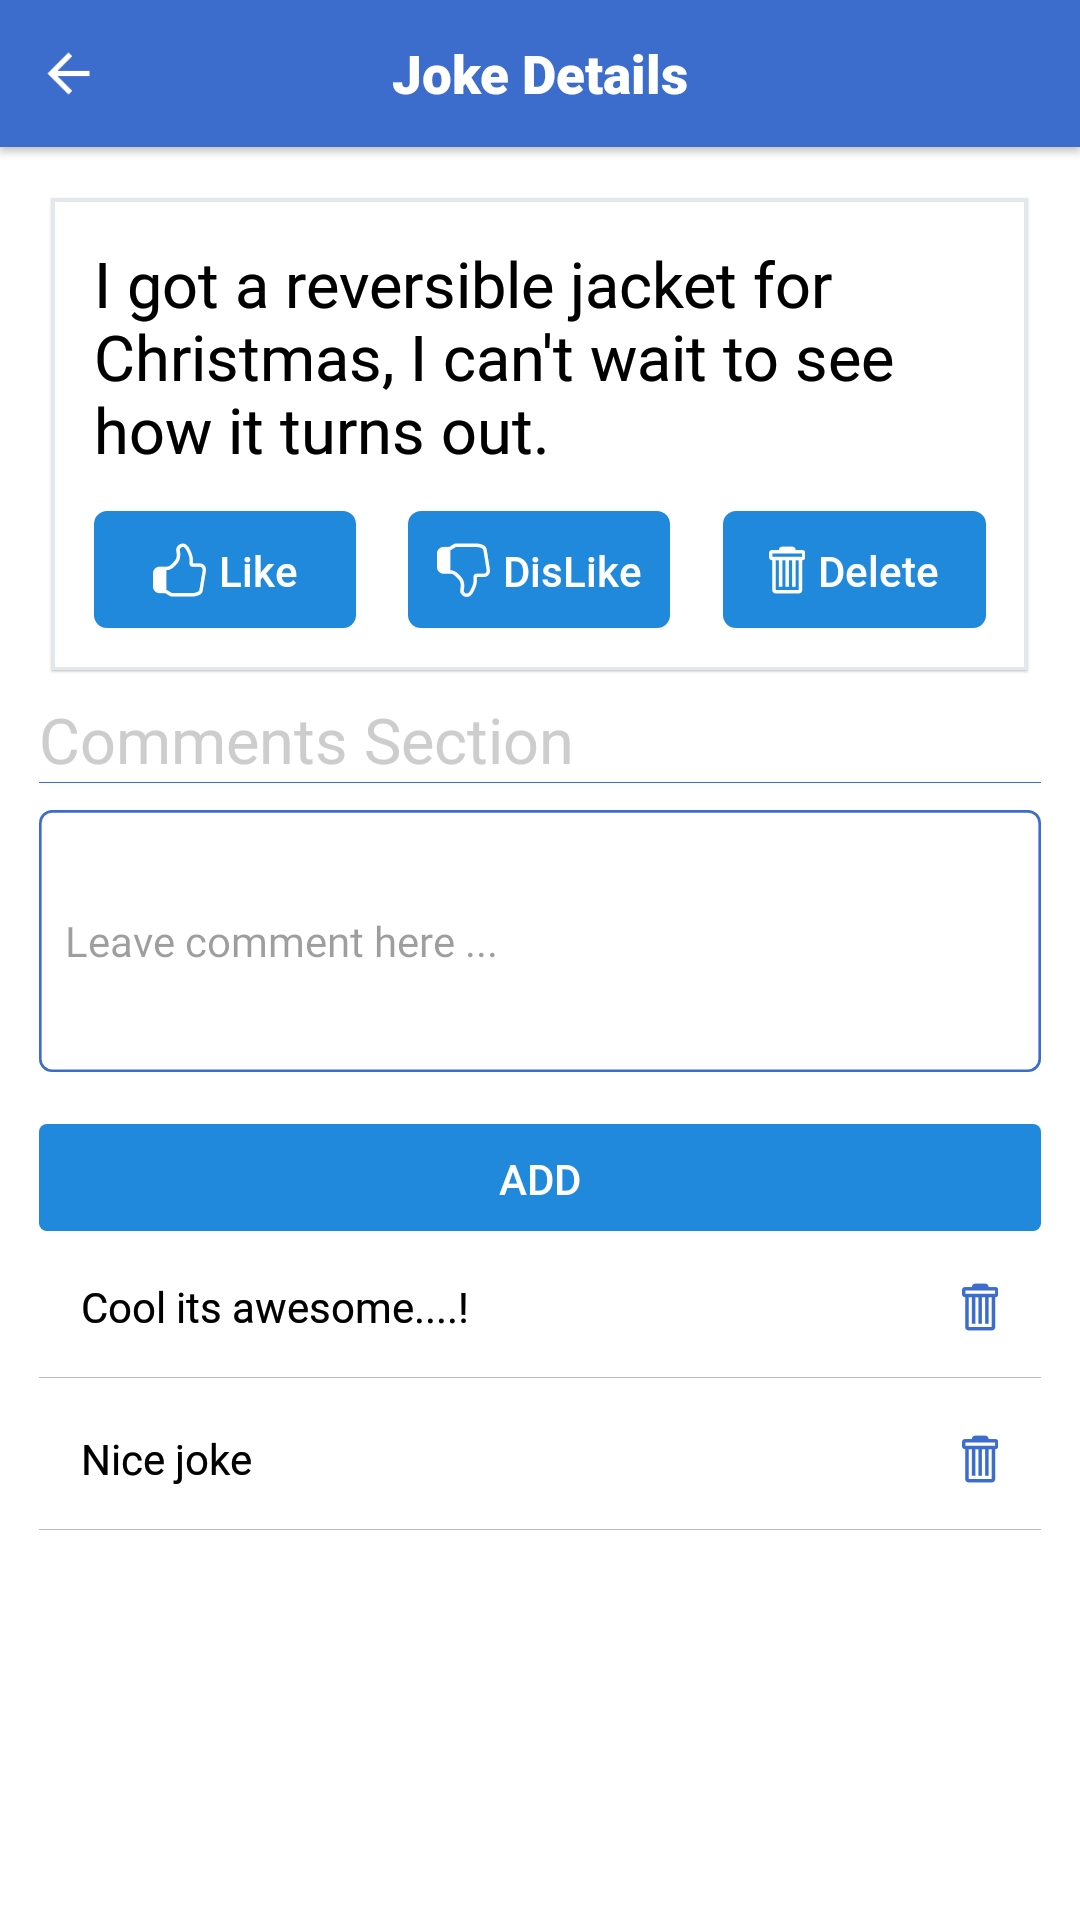 Joke Details
I got a reversible jacket for
Christmas, I can't wait to see
how it turns out.
Like
DisLike
Delete
Comments Section
Leave comment here ...
ADD
Cool its awesome....!
Nice joke